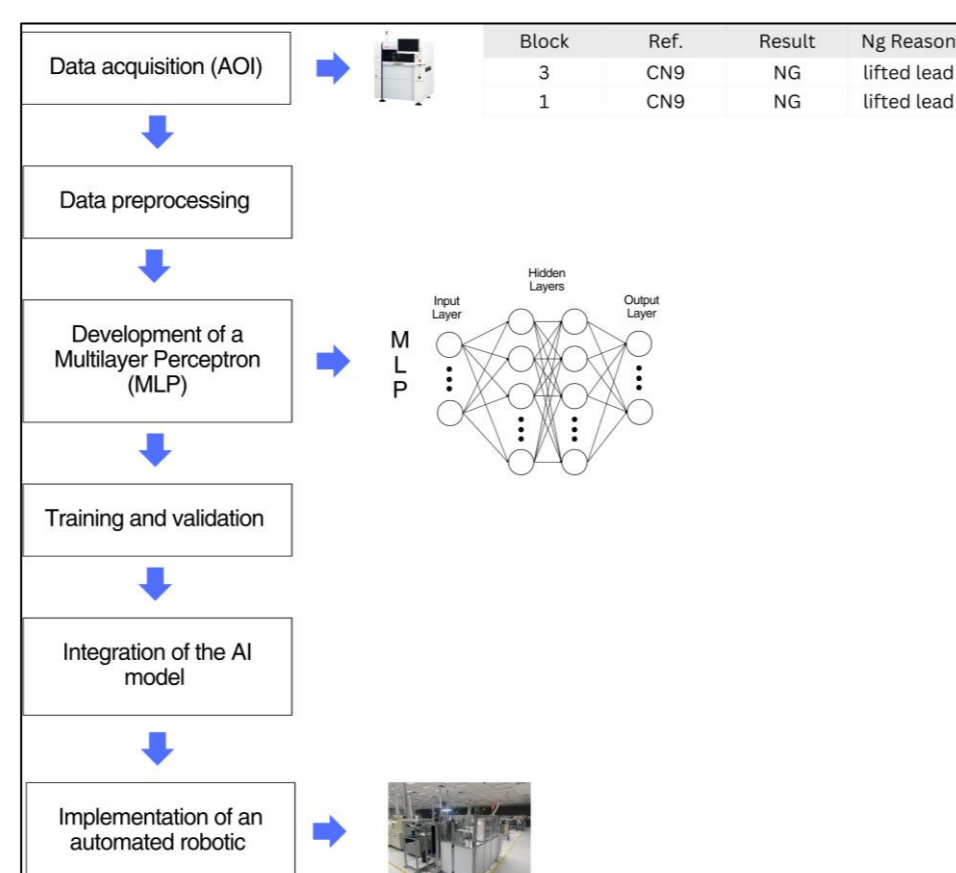 Data acquisition (AOI)
Block Ref. Result Ng Reason
3 CN9 NG lifted lead
1 CN9 NG lifted lead
Data preprocessing
Development of a
Multilayer Perceptron
(MLP)
M
L
P
Input
Layer
Hidden
Layers
Output
Layer
Training and validation
Integration of the AI
model
Implementation of an
automated robotic